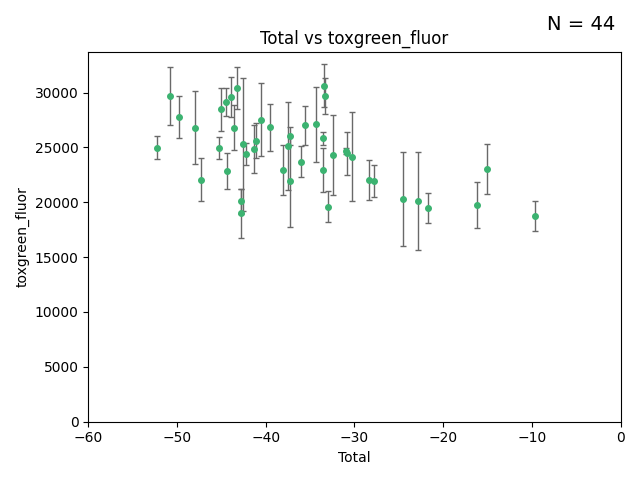 N = 44
Total vs toxgreen_fluor
30000
25000
20000
15000
10000
5000
0
toxgreen_fluor
−60 −50 −40 −30 −20 −10 0
Total